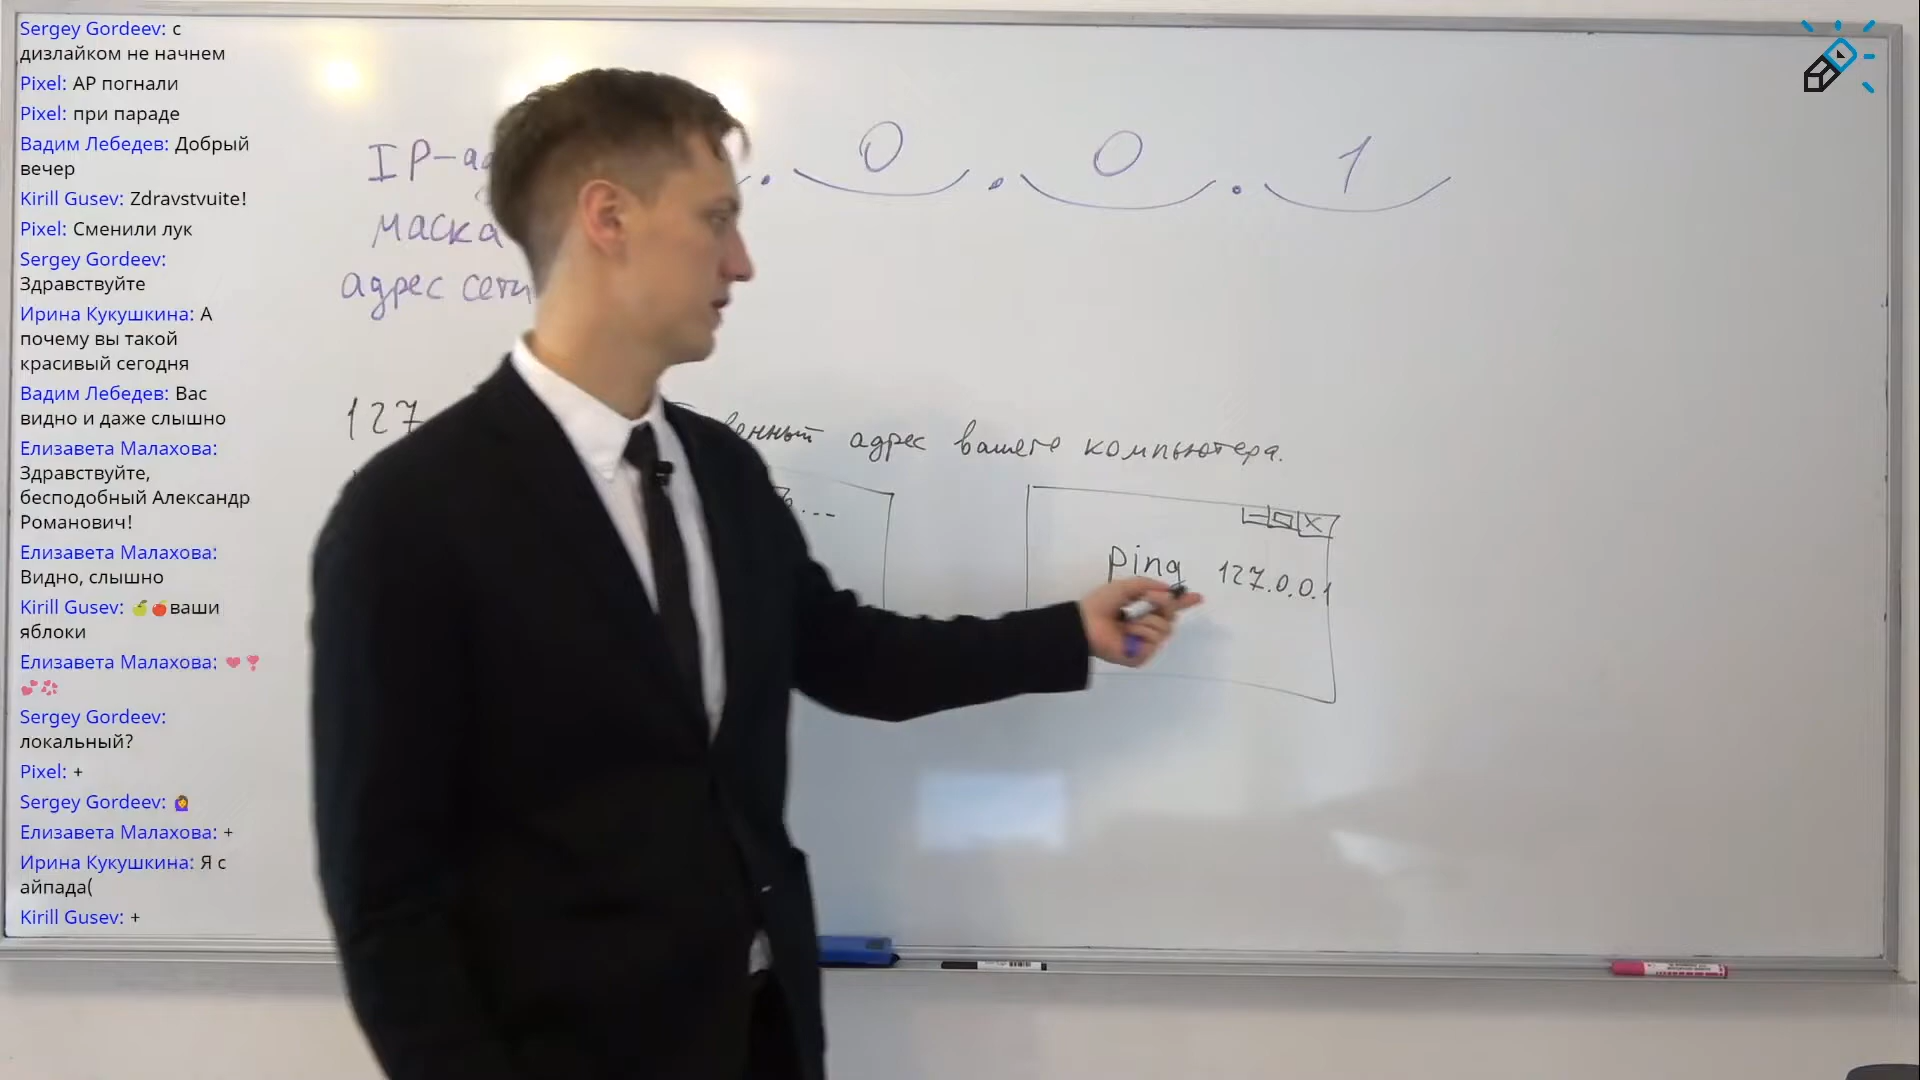 Sergey Gordeev: с
дизлайком не начнем
Pixel: АР погнали
Pixel: при параде
Вадим Лебедев: Добрый
вечер
Kirill Gusev: Zdravstvuite!
Pixel: Сменили лук
Sergey Gordeev:
Здравствуйте
Ирина Кукушкина: А
почему вы такой
красивый сегодня
Вадим Лебедев: Вас
видно и даже слышно
Елизавета Малахова:
Здравствуйте,
бесподобный Александр
Романович!
Елизавета Малахова:
Видно, слышно
Kirill Gusev: 🍏🍎ваши
яблоки
Елизавета Малахова: ❤❣
💕💞
Sergey Gordeev:
локальный?
Pixel: +
Sergey Gordeev: 🙋‍♀️
Елизавета Малахова: +
Ирина Кукушкина: Я с
айпада(
Kirill Gusev: +
IP-ад . 0 . 0 . 1
маска
адрес сети
127 венный адрес вашего компьютера.
ping 127.0.0.1